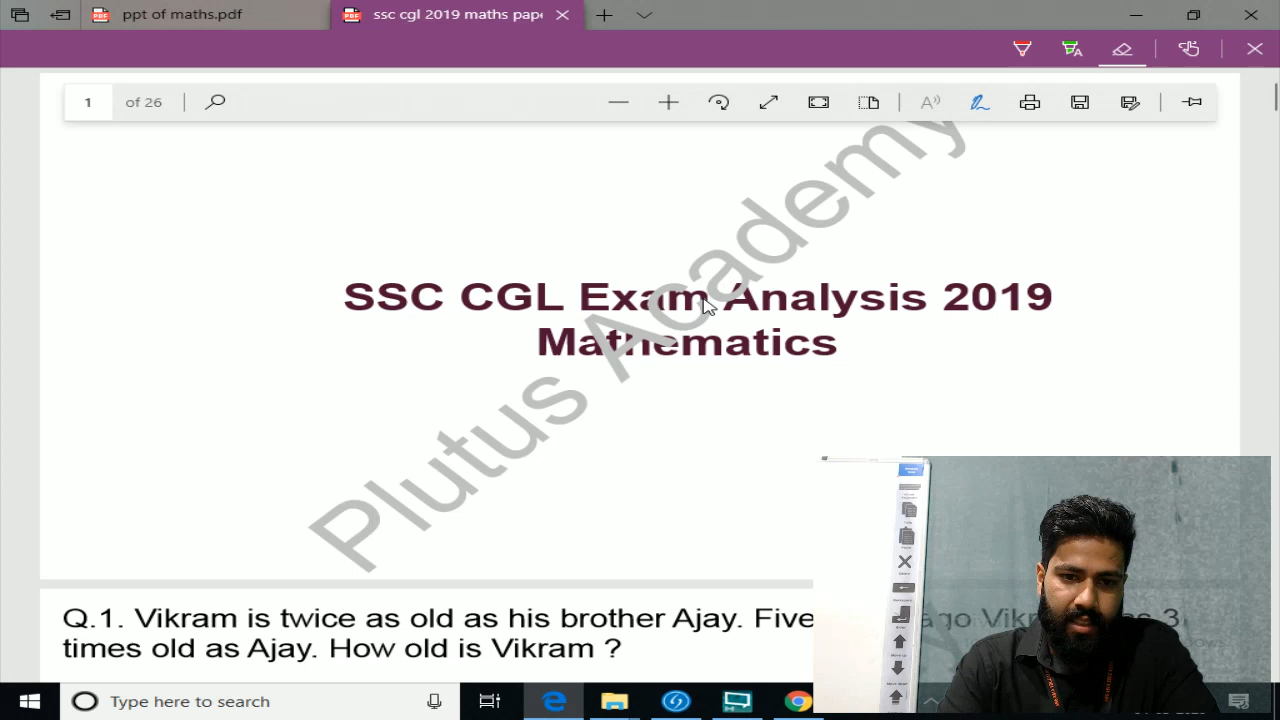 ppt of maths.pdf
ssc cgl 2019 maths pape
1 of 26
Plutus Academy
SSC CGL Exam Analysis 2019
Mathematics
Q.1. Vikram is twice as old as his brother Ajay. Five ago 3
times old as Ajay. How old is Vikram ?
Type here to search